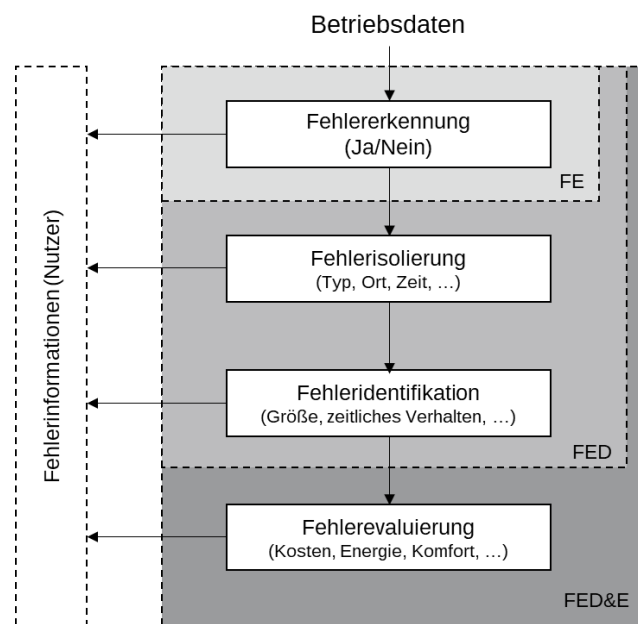 Betriebsdaten
Fehlererkennung
(Ja/Nein)
FE
Fehlerisolierung
(Typ, Ort, Zeit, …)
Fehleridentifikation
(Größe, zeitliches Verhalten, …)
FED
Fehlerevaluierung
(Kosten, Energie, Komfort, …)
FED&E
Fehlerinformationen (Nutzer)